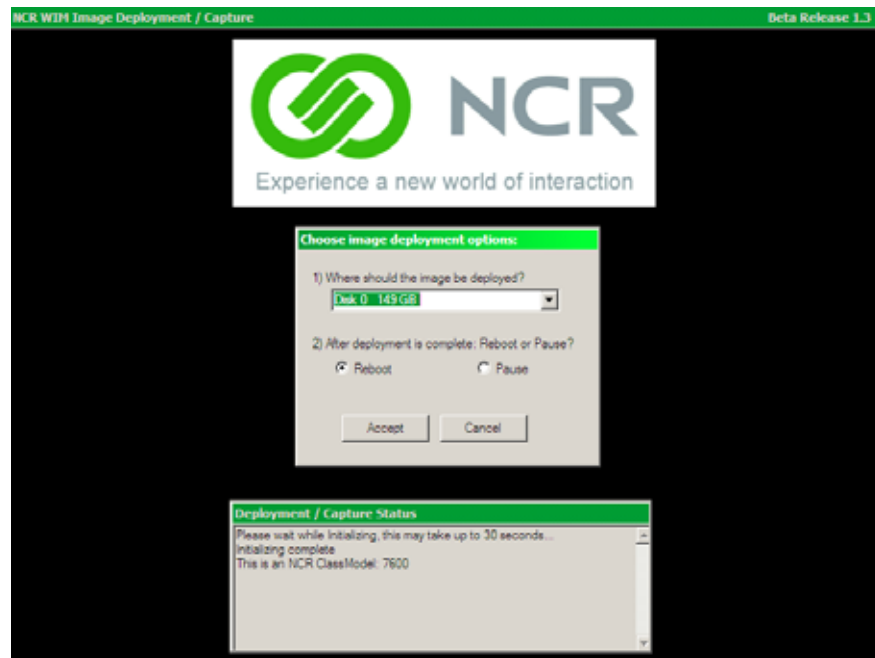 NCR WIM Image Deployment / Capture Beta Release 1.3
NCR
Experience a new world of interaction
Choose image deployment options:
1) Where should the image be deployed?
Disk 0 149 GB
2) After deployment is complete: Reboot or Pause?
Reboot Pause
Accept Cancel
Deployment / Capture Status
Please wait while Initializing, this may take up to 30 seconds...
Initializing complete
This is an NCR ClassModel: 7600